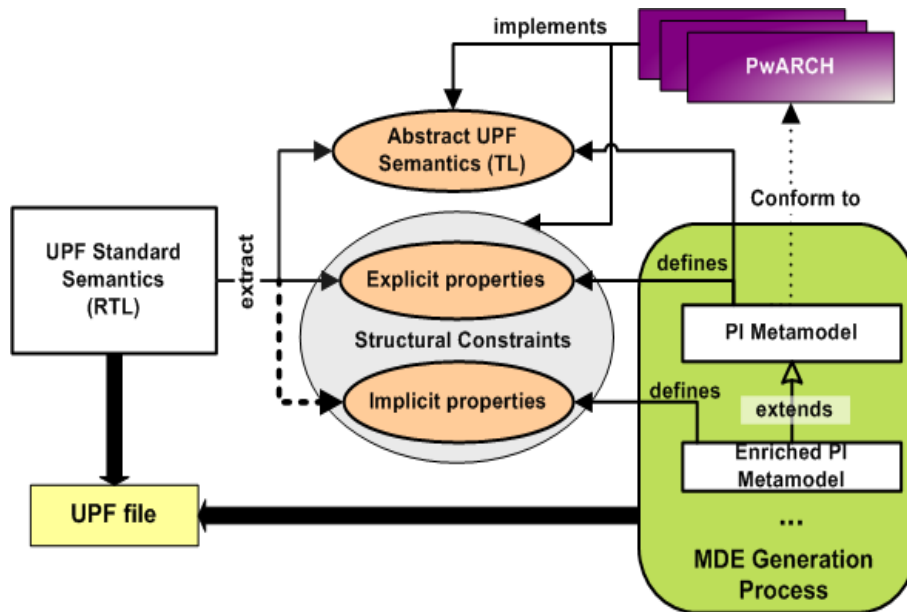 implements
PwARCH
Abstract UPF
Semantics (TL)
Conform to
UPF Standard
Semantics
(RTL)
extract
Explicit properties
defines
Structural Constraints
PI Metamodel
Implicit properties
defines
extends
Enriched PI
Metamodel
...
UPF file
MDE Generation
Process